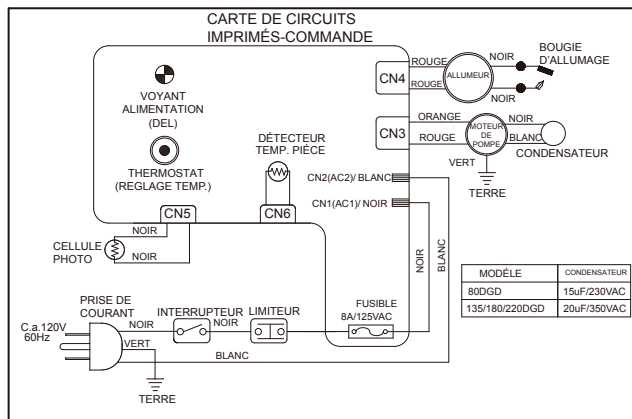 CARTE DE CIRCUITS
IMPRIMÉS-COMMANDE
VOYANT
ALIMENTATION
(DEL)
THERMOSTAT
(REGLAGE TEMP.)
DÉTECTEUR
TEMP. PIÉCE
CN4
ROUGE
ROUGE
ALLUMEUR
NOIR
NOIR
BOUGIE
D'ALLUMAGE
CN3
ORANGE
ROUGE
MOTEUR
DE
POMPE
NOIR
BLANC
CONDENSATEUR
VERT
TERRE
CN2(AC2)/ BLANC
CN1(AC1)/ NOIR
CN5
CN6
NOIR
NOIR
CELLULE
PHOTO
NOIR
BLANC
MODÉLE
CONDENSATEUR
80DGD
15uF/230VAC
135/180/220DGD
20uF/350VAC
PRISE DE
COURANT
C.a.120V
60Hz
NOIR
INTERRUPTEUR
NOIR
LIMITEUR
FUSIBLE
8A/125VAC
VERT
BLANC
TERRE